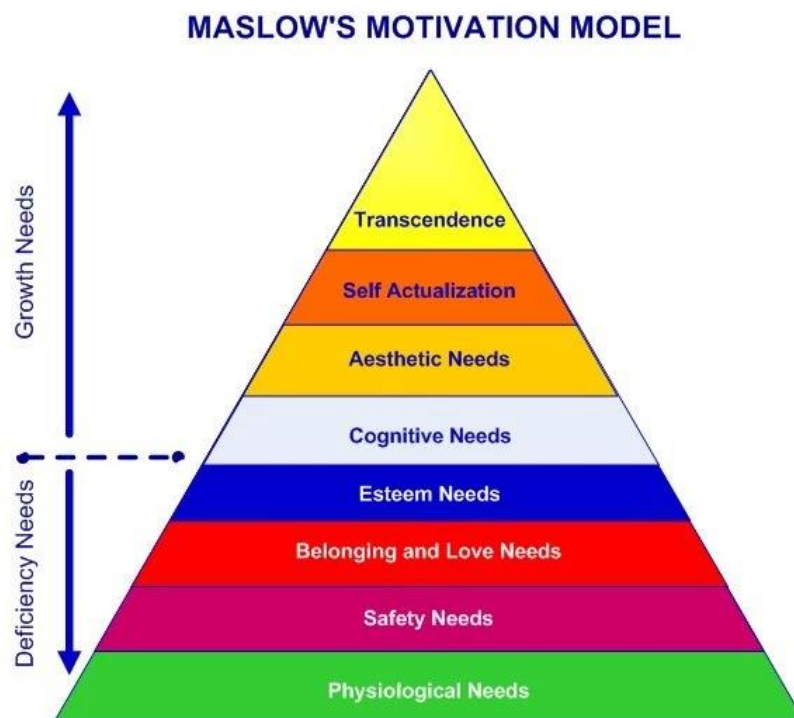 MASLOW'S MOTIVATION MODEL
Growth Needs
Deficiency Needs
Transcendence
Self Actualization
Aesthetic Needs
Cognitive Needs
Esteem Needs
Belonging and Love Needs
Safety Needs
Physiological Needs